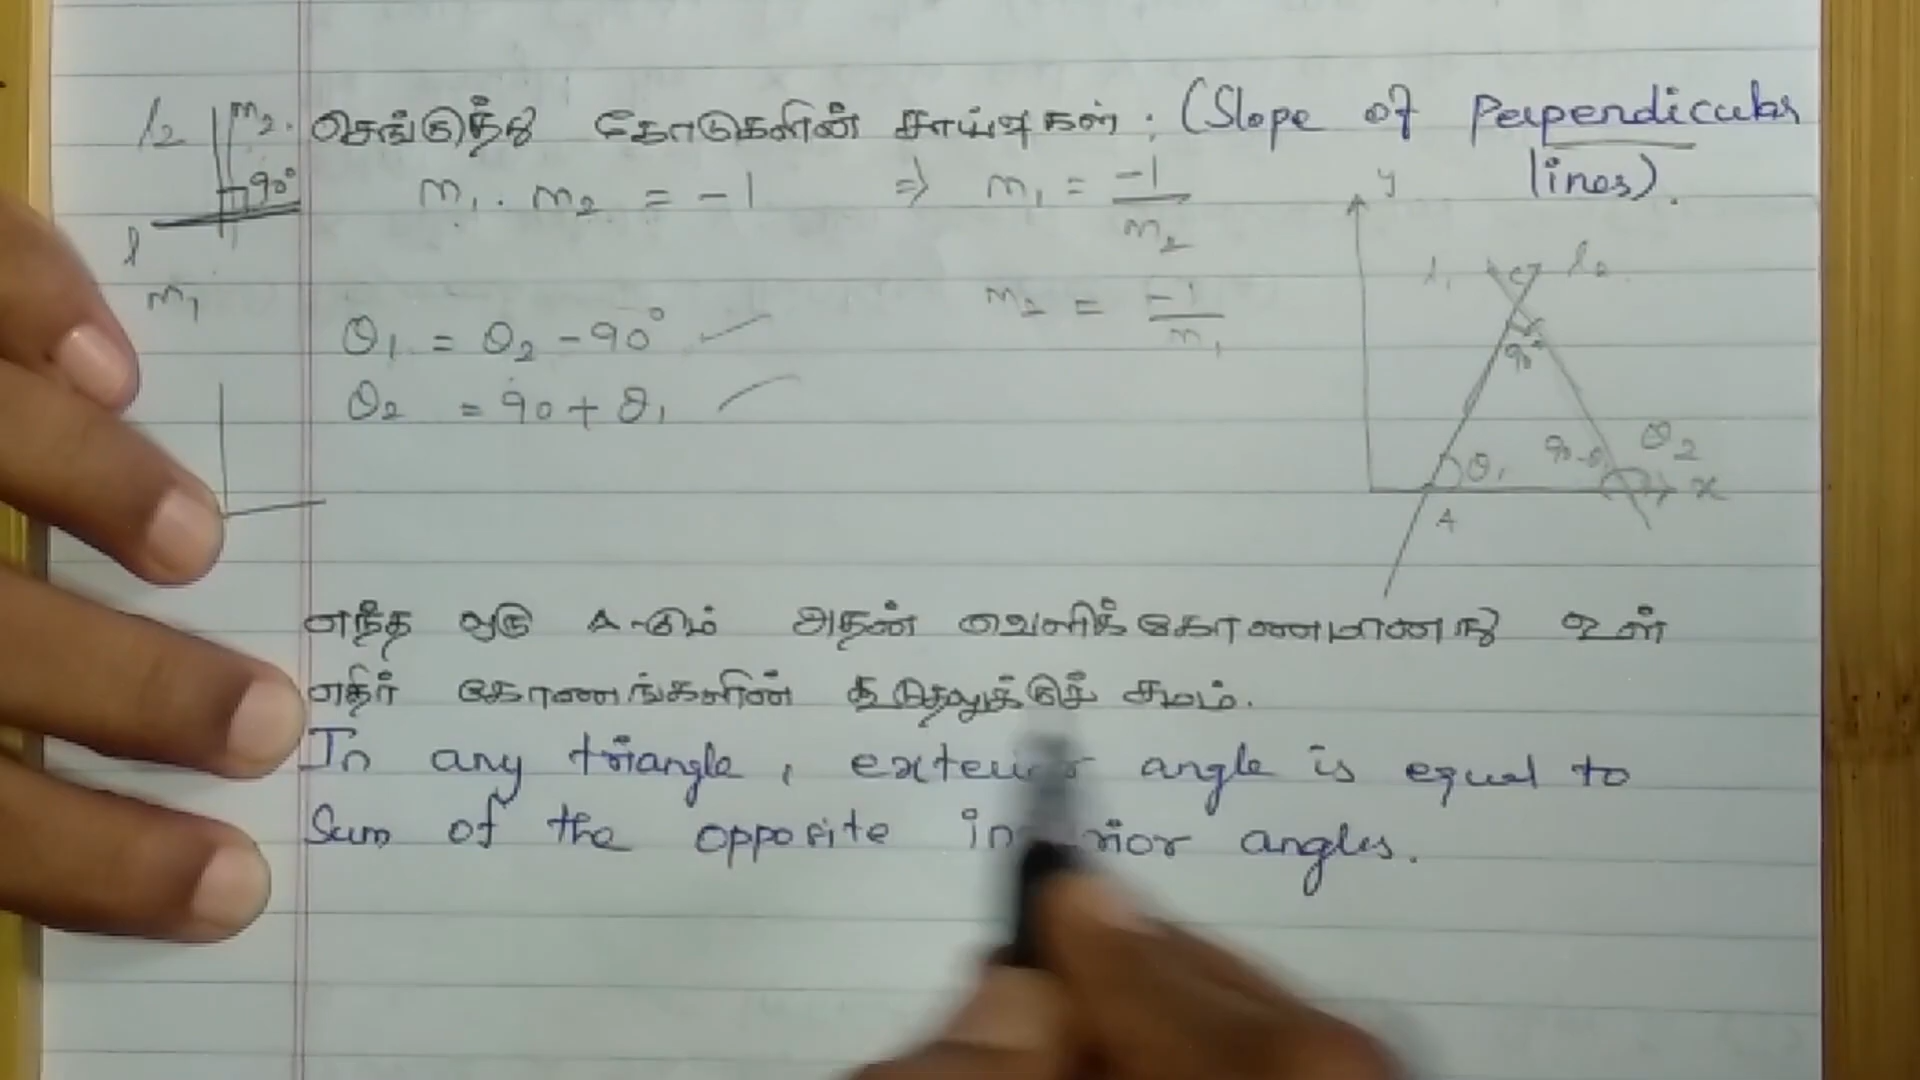 l₂ m₂. செங்குத்து கோடுகளின் சாய்வுகள் : (Slope of Perpendicular lines).
90°
l
m₁
m₁ . m₂ = -1 ⇒ m₁ = -1/m₂
m₂ = -1/m₁
θ₁ = θ₂ - 90°
θ₂ = 90 + θ₁
y
l₁ C l₂
90°
θ₁ 90-θ₁ θ₂
x
A
எந்த ஒரு Δ-லும் அதன் வெளிக்கோணமானது உள்
எதிர் கோணங்களின் கூடுதலுக்குச் சமம்.
In any triangle, exterior angle is equal to
Sum of the opposite interior angles.